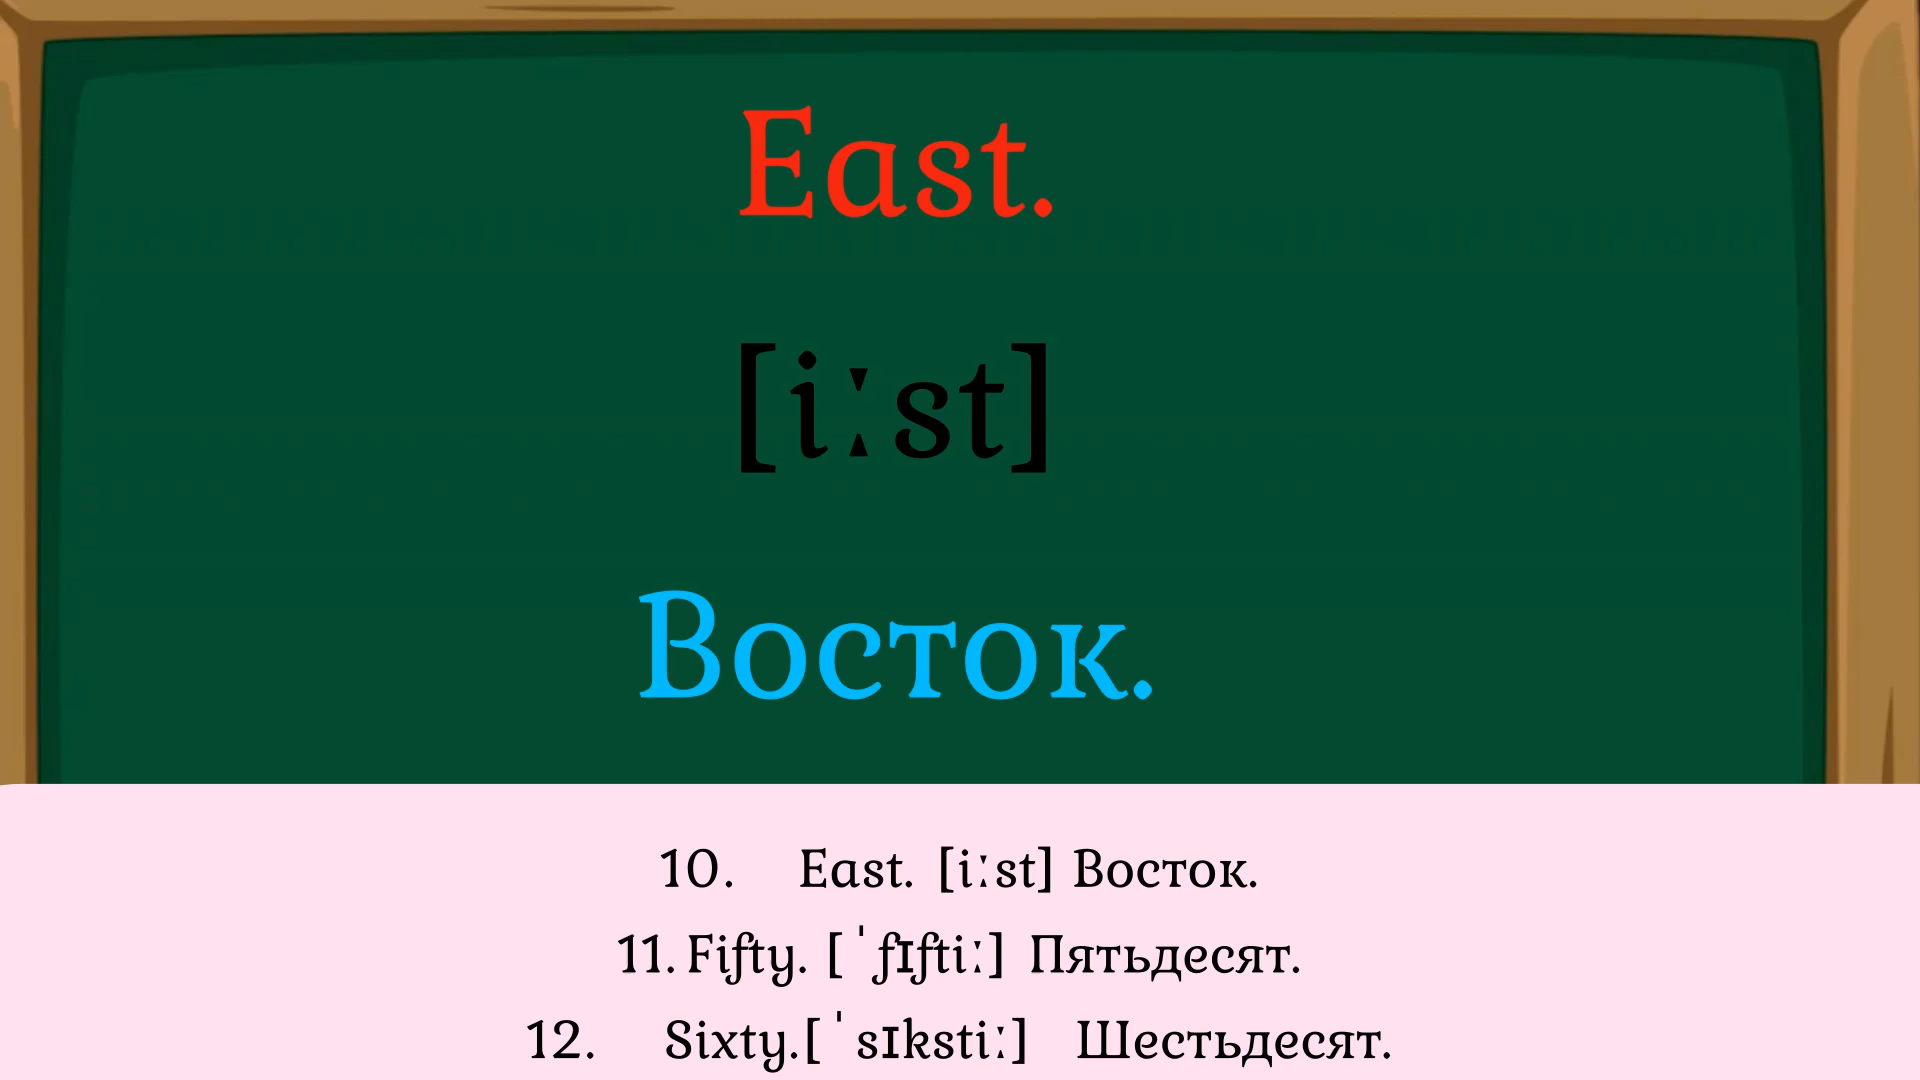 East.
[iːst]
Восток.
10. East. [iːst] Восток.
11. Fifty. [ˈfɪftiː] Пятьдесят.
12. Sixty.[ˈsɪkstiː] Шестьдесят.